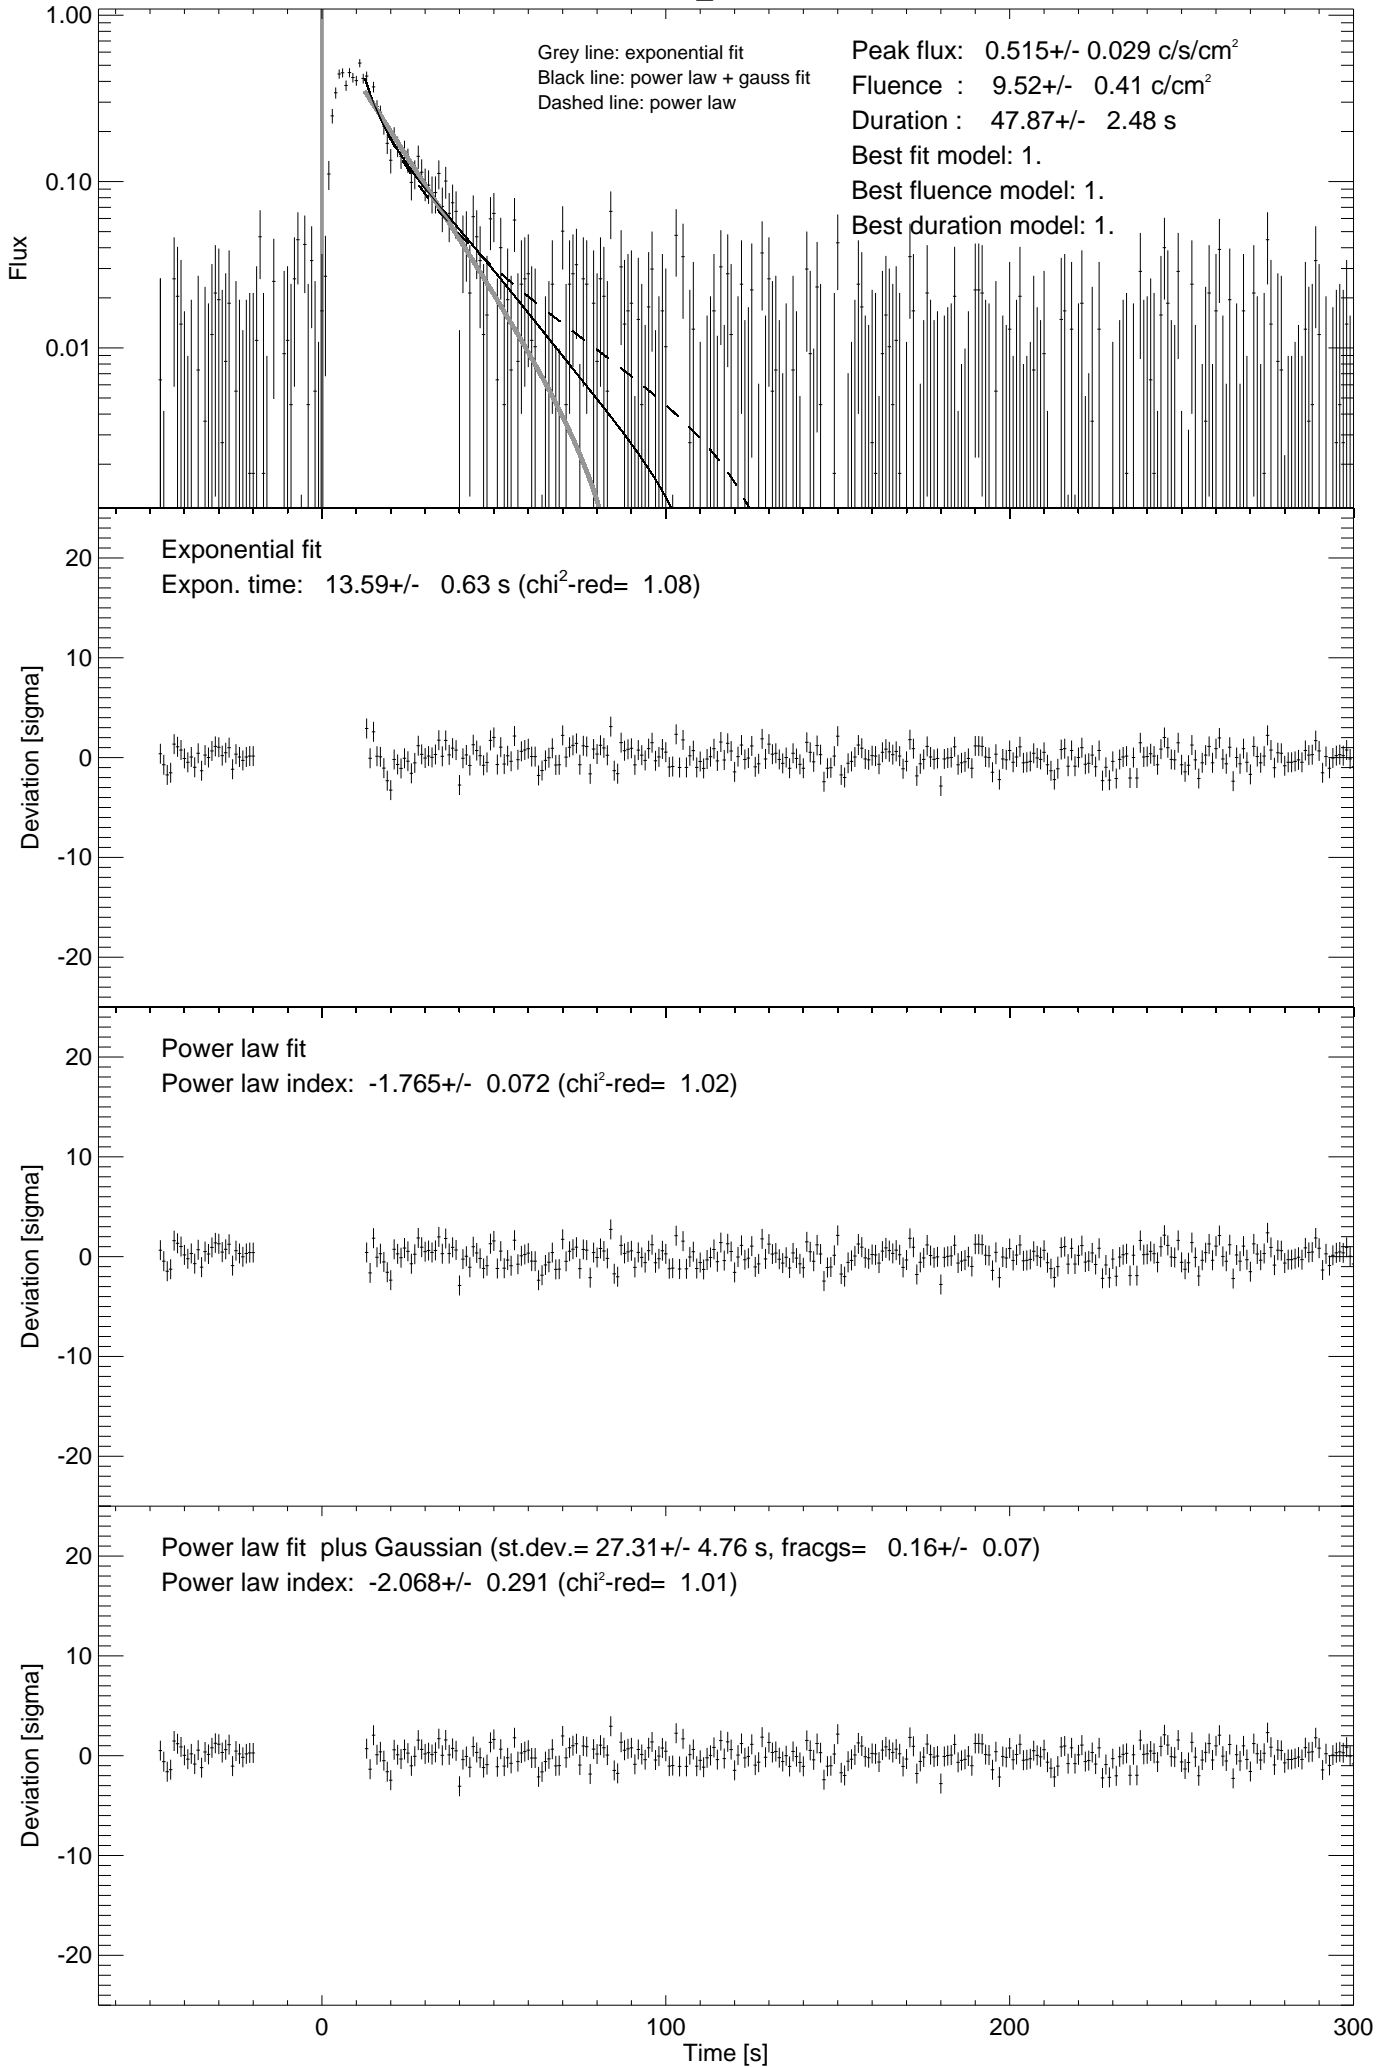 1.00
0.10
0.01
Flux
Grey line: exponential fit
Black line: power law + gauss fit
Dashed line: power law
Peak flux: 0.515+/- 0.029 c/s/cm²
Fluence : 9.52+/- 0.41 c/cm²
Duration : 47.87+/- 2.48 s
Best fit model: 1.
Best fluence model: 1.
Best duration model: 1.
Exponential fit
Expon. time: 13.59+/- 0.63 s (chi²-red= 1.08)
20
10
0
-10
-20
Deviation [sigma]
Power law fit
Power law index: -1.765+/- 0.072 (chi²-red= 1.02)
20
10
0
-10
-20
Deviation [sigma]
Power law fit plus Gaussian (st.dev.= 27.31+/- 4.76 s, fracgs= 0.16+/- 0.07)
Power law index: -2.068+/- 0.291 (chi²-red= 1.01)
20
10
0
-10
-20
Deviation [sigma]
0 100 200 300
Time [s]